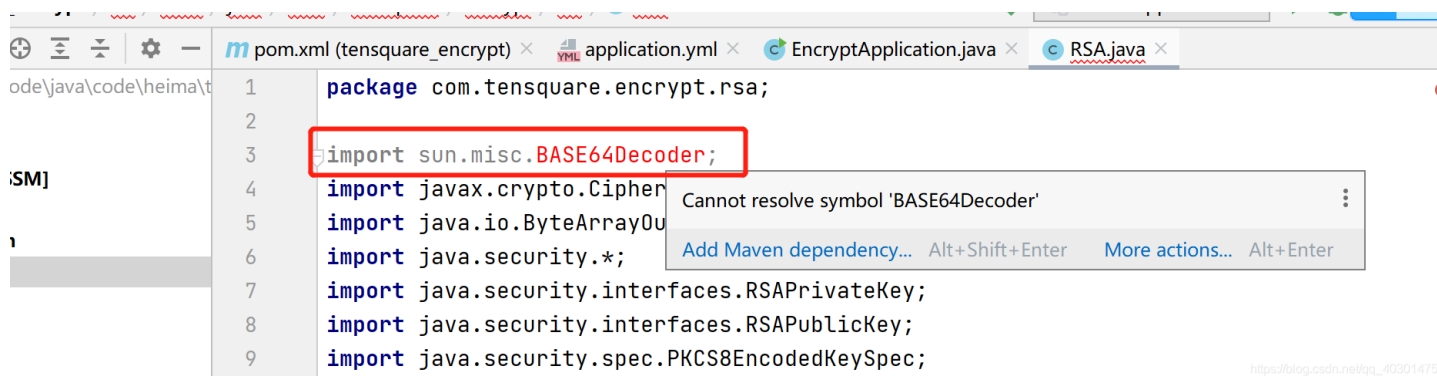 pom.xml (tensquare_encrypt) × application.yml × EncryptApplication.java × RSA.java ×
ode\java\code\heima\t
1 package com.tensquare.encrypt.rsa;
2
3 import sun.misc.BASE64Decoder;
SSM]
4 import javax.crypto.Cipher
Cannot resolve symbol 'BASE64Decoder'
5 import java.io.ByteArrayOu
6 import java.security.*;
Add Maven dependency... Alt+Shift+Enter More actions... Alt+Enter
7 import java.security.interfaces.RSAPrivateKey;
8 import java.security.interfaces.RSAPublicKey;
9 import java.security.spec.PKCS8EncodedKeySpec;
https://blog.csdn.net/qq_40301475